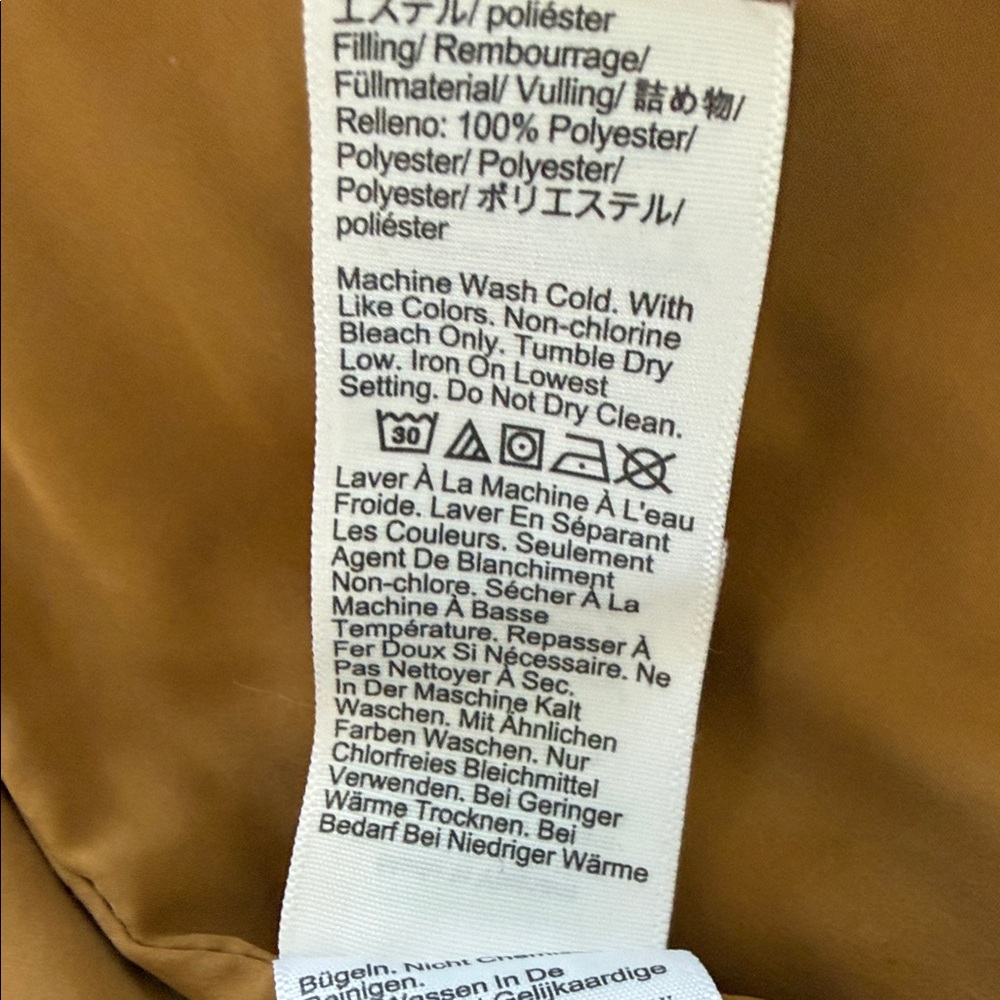 エステル/ poliéster
Filling/ Rembourrage/
Füllmaterial/ Vulling/ 詰め物/
Relleno: 100% Polyester/
Polyester/ Polyester/
Polyester/ ポリエステル/
poliéster
Machine Wash Cold. With
Like Colors. Non-chlorine
Bleach Only. Tumble Dry
Low. Iron On Lowest
Setting. Do Not Dry Clean.
30
Laver À La Machine À L'eau
Froide. Laver En Séparant
Les Couleurs. Seulement
Agent De Blanchiment
Non-chlore. Sécher À La
Machine À Basse
Température. Repasser À
Fer Doux Si Nécessaire. Ne
Pas Nettoyer À Sec.
In Der Maschine Kalt
Waschen. Mit Ähnlichen
Farben Waschen. Nur
Chlorfreies Bleichmittel
Verwenden. Bei Geringer
Wärme Trocknen. Bei
Bedarf Bei Niedriger Wärme
Bügeln. Nicht
Reinigen.
Wassen In De
Gelijkaardige